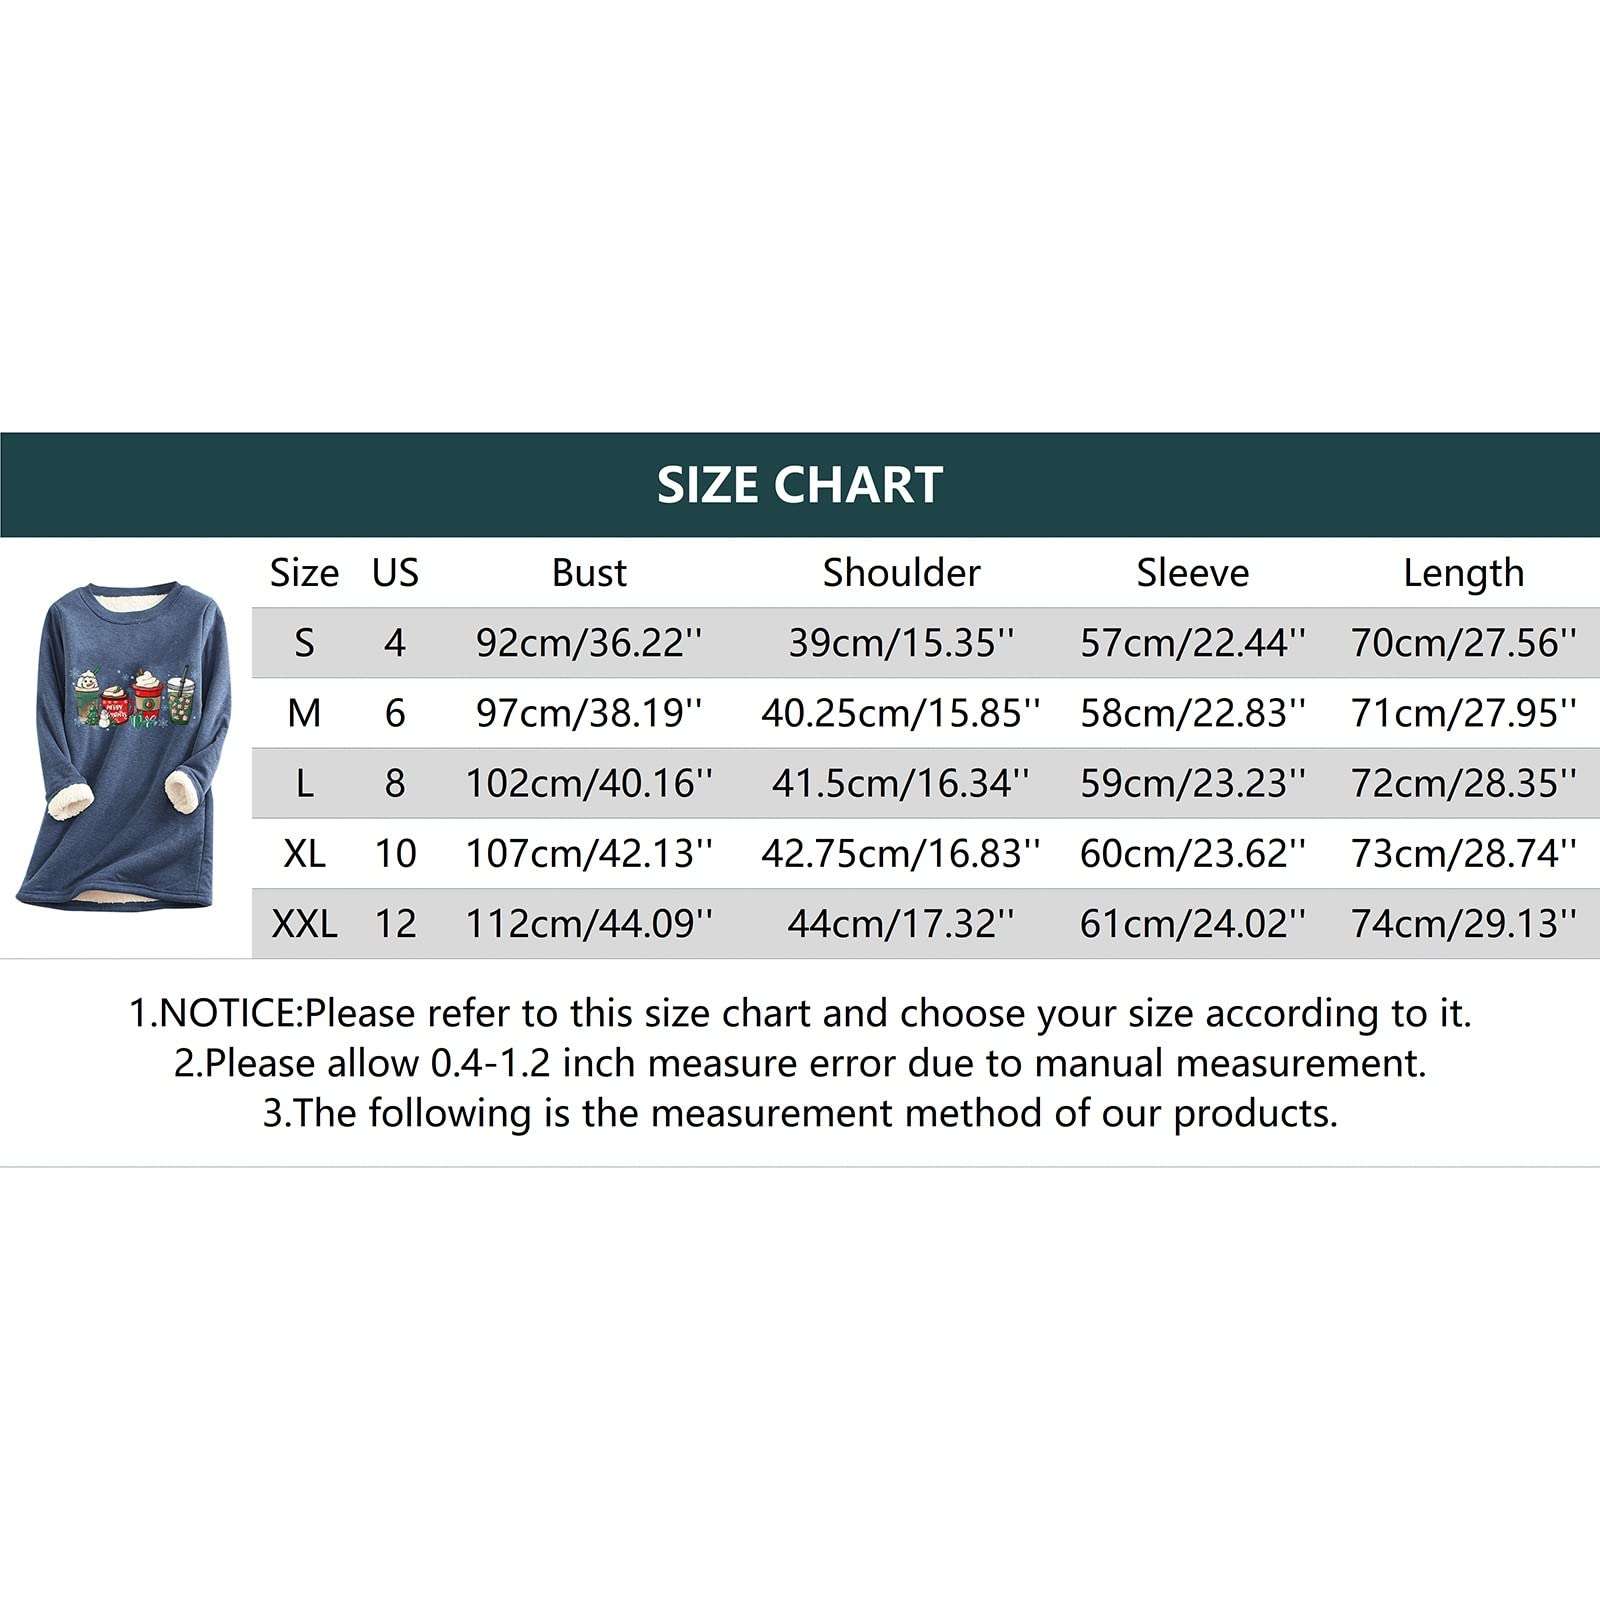 SIZE CHART
Size US Bust Shoulder Sleeve Length
S 4 92cm/36.22'' 39cm/15.35'' 57cm/22.44'' 70cm/27.56''
M 6 97cm/38.19'' 40.25cm/15.85'' 58cm/22.83'' 71cm/27.95''
L 8 102cm/40.16'' 41.5cm/16.34'' 59cm/23.23'' 72cm/28.35''
XL 10 107cm/42.13'' 42.75cm/16.83'' 60cm/23.62'' 73cm/28.74''
XXL 12 112cm/44.09'' 44cm/17.32'' 61cm/24.02'' 74cm/29.13''
1.NOTICE:Please refer to this size chart and choose your size according to it.
2.Please allow 0.4-1.2 inch measure error due to manual measurement.
3.The following is the measurement method of our products.